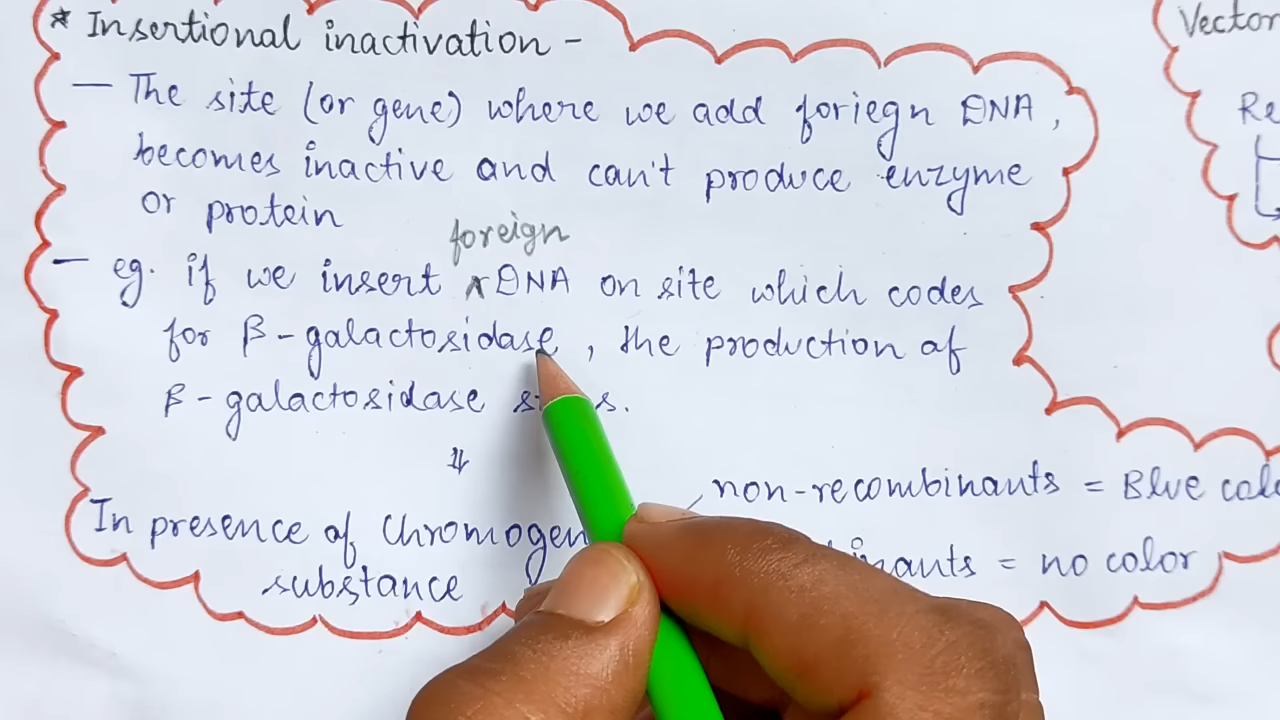 * Insertional inactivation -
— The site (or gene) where we add foriegn DNA,
becomes inactive and can't produce enzyme
or protein
foreign
- eg. if we insert DNA on site which codes
for β-galactosidase, the production of
β-galactosidase
⇓
In presence of Chromogen
substance
non-recombinants = Blue
= no color
Vector